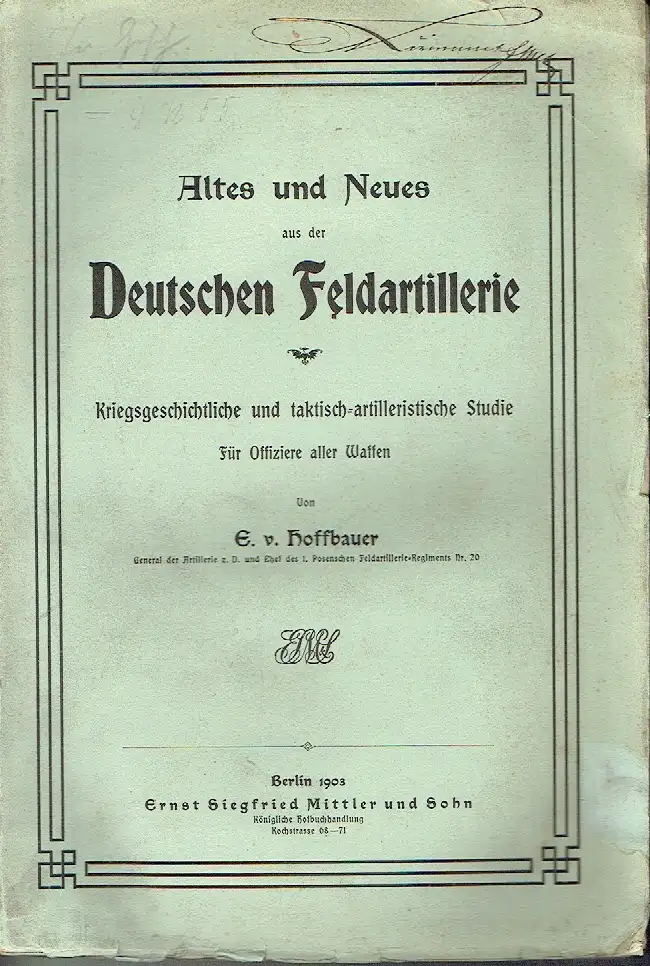 Altes und Neues
aus der
Deutschen Feldartillerie
Kriegsgeschichtliche und taktisch-artilleristische Studie
Für Offiziere aller Waffen
Von
E. v. Hoffbauer
General der Artillerie z. D. und Chef des 1. Posenschen Feldartillerie-Regiments Nr. 20
Berlin 1903
Ernst Siegfried Mittler und Sohn
Königliche Hofbuchhandlung
Kochstrasse 68—71